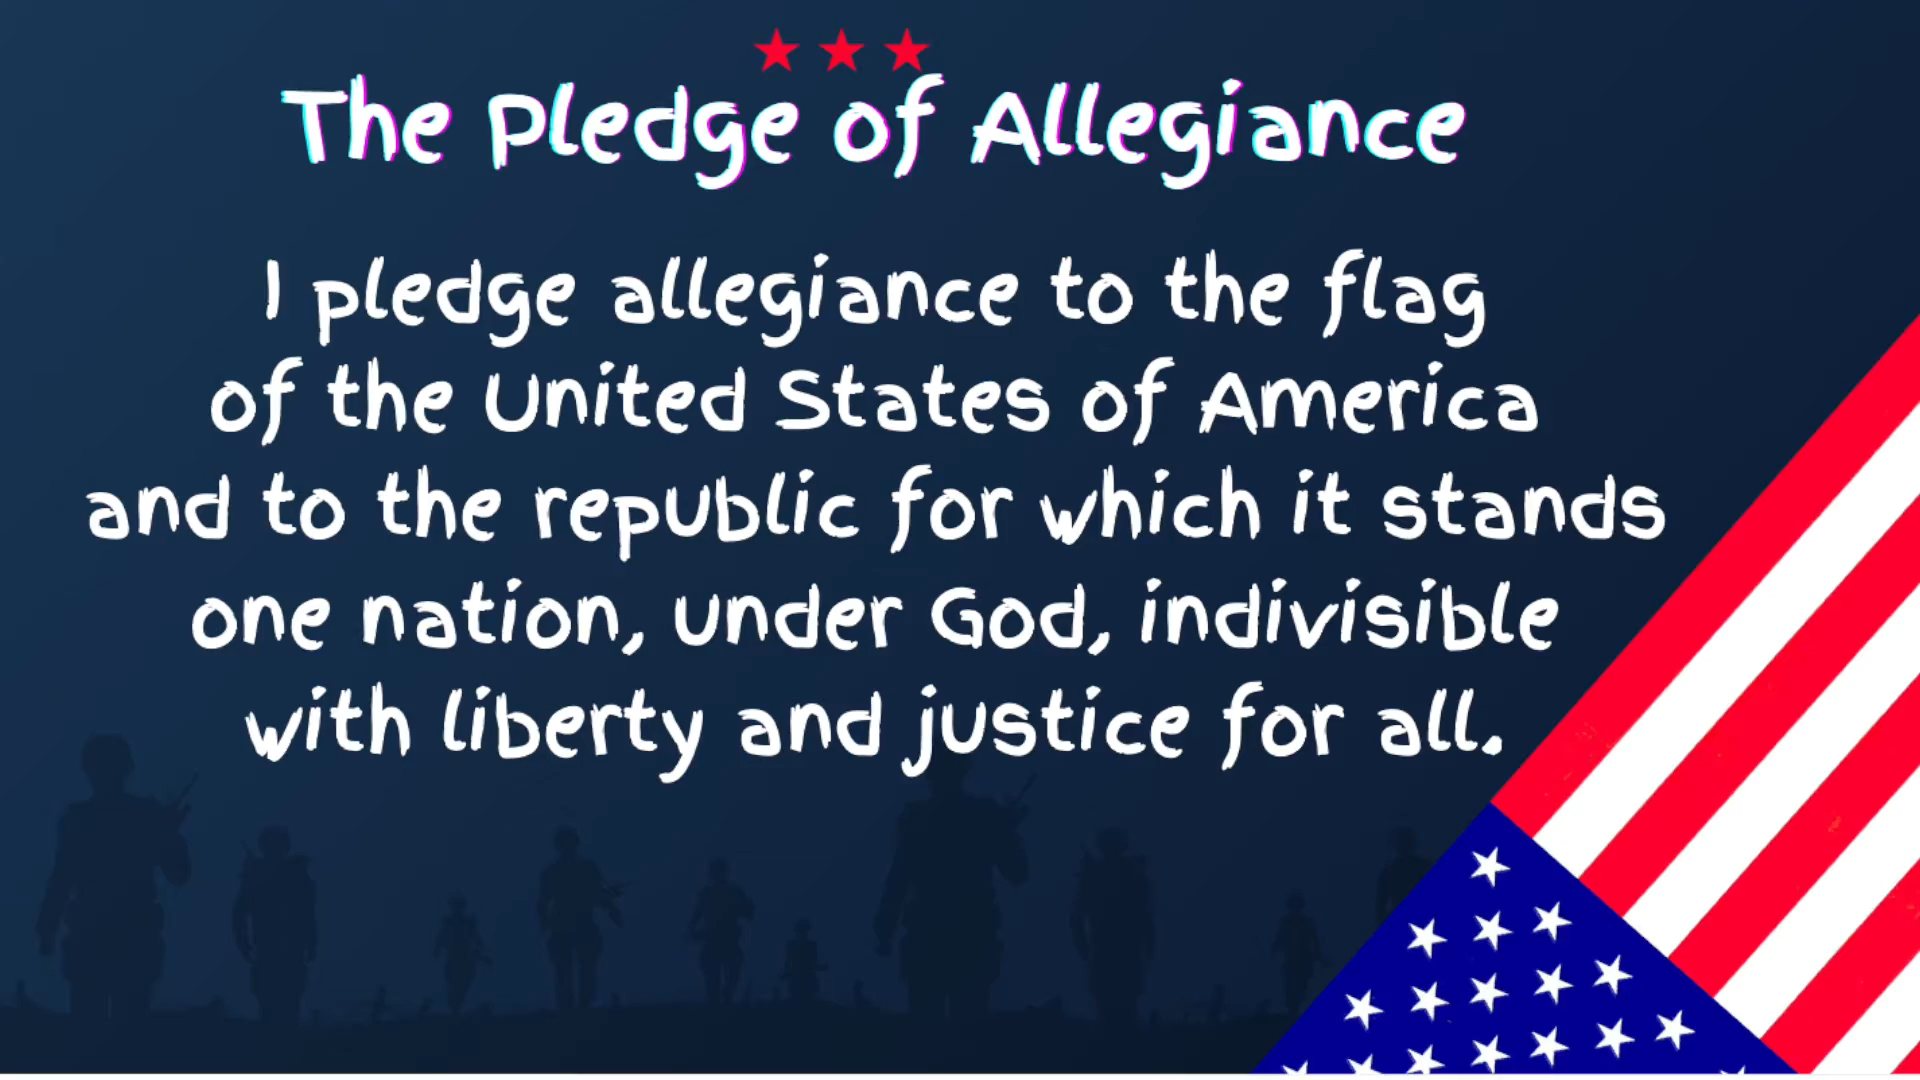 The Pledge of Allegiance
I pledge allegiance to the flag
of the United States of America
and to the republic for which it stands
one nation, under God, indivisible
with liberty and justice for all.